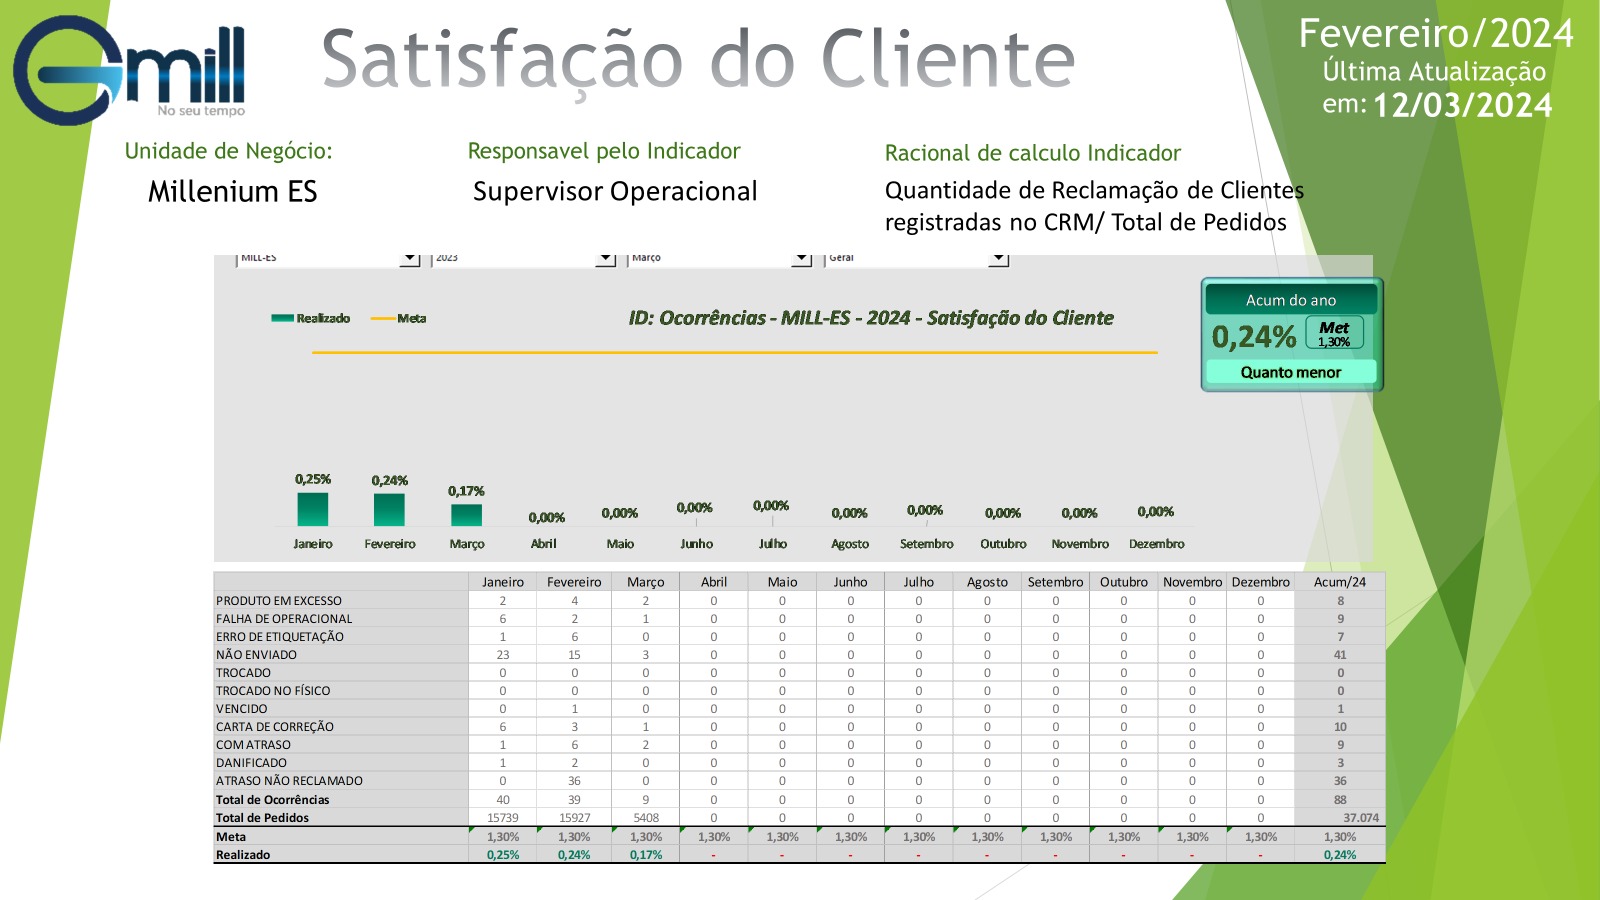 Gmill
No seu tempo
Satisfação do Cliente
Fevereiro/2024
Última Atualização
em: 12/03/2024
Unidade de Negócio:
Millenium ES
Responsavel pelo Indicador
Supervisor Operacional
Racional de calculo Indicador
Quantidade de Reclamação de Clientes
registradas no CRM/ Total de Pedidos
MILL-ES 2023 Março Geral
Realizado Meta
ID: Ocorrências - MILL-ES - 2024 - Satisfação do Cliente
Acum do ano
0,24% Met
1,30%
Quanto menor
0,25% 0,24% 0,17% 0,00% 0,00% 0,00% 0,00% 0,00% 0,00% 0,00% 0,00% 0,00%
Janeiro Fevereiro Março Abril Maio Junho Julho Agosto Setembro Outubro Novembro Dezembro
Janeiro Fevereiro Março Abril Maio Junho Julho Agosto Setembro Outubro Novembro Dezembro Acum/24
PRODUTO EM EXCESSO 2 4 2 0 0 0 0 0 0 0 0 0 8
FALHA DE OPERACIONAL 6 2 1 0 0 0 0 0 0 0 0 0 9
ERRO DE ETIQUETAÇÃO 1 6 0 0 0 0 0 0 0 0 0 0 7
NÃO ENVIADO 23 15 3 0 0 0 0 0 0 0 0 0 41
TROCADO 0 0 0 0 0 0 0 0 0 0 0 0 0
TROCADO NO FÍSICO 0 0 0 0 0 0 0 0 0 0 0 0 0
VENCIDO 0 1 0 0 0 0 0 0 0 0 0 0 1
CARTA DE CORREÇÃO 6 3 1 0 0 0 0 0 0 0 0 0 10
COM ATRASO 1 6 2 0 0 0 0 0 0 0 0 0 9
DANIFICADO 1 2 0 0 0 0 0 0 0 0 0 0 3
ATRASO NÃO RECLAMADO 0 36 0 0 0 0 0 0 0 0 0 0 36
Total de Ocorrências 40 39 9 0 0 0 0 0 0 0 0 0 88
Total de Pedidos 15739 15927 5408 0 0 0 0 0 0 0 0 0 37.074
Meta 1,30% 1,30% 1,30% 1,30% 1,30% 1,30% 1,30% 1,30% 1,30% 1,30% 1,30% 1,30% 1,30%
Realizado 0,25% 0,24% 0,17% - - - - - - - - - 0,24%